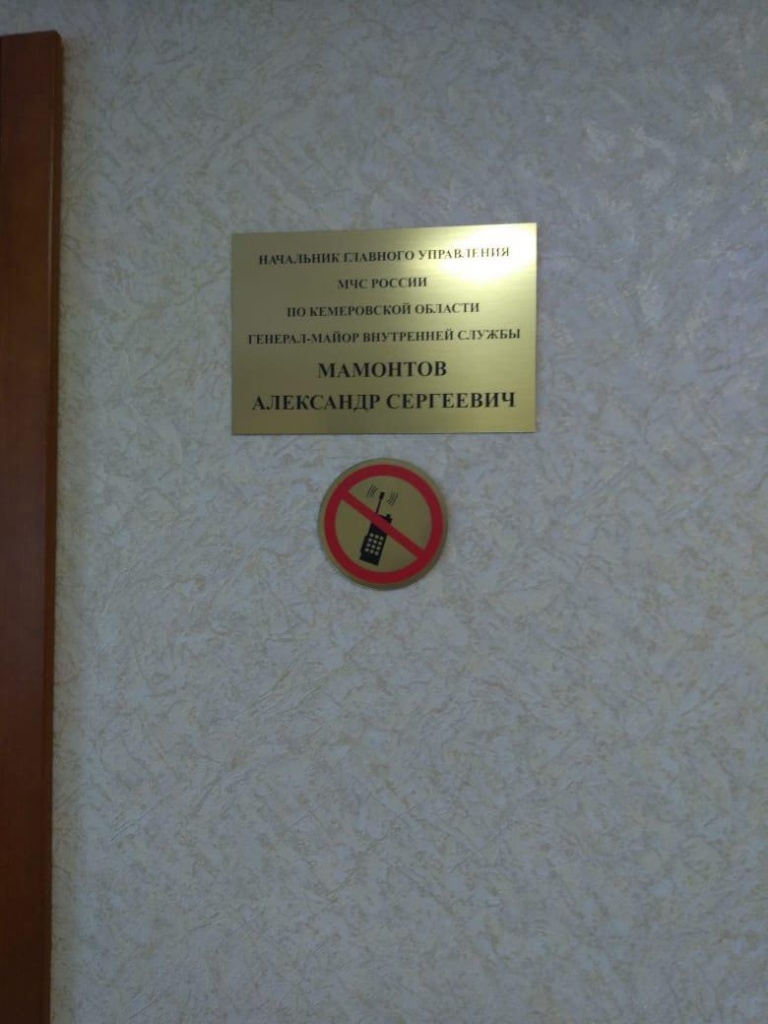 НАЧАЛЬНИК ГЛАВНОГО УПРАВЛЕНИЯ
МЧС РОССИИ
ПО КЕМЕРОВСКОЙ ОБЛАСТИ
ГЕНЕРАЛ-МАЙОР ВНУТРЕННЕЙ СЛУЖБЫ
МАМОНТОВ
АЛЕКСАНДР СЕРГЕЕВИЧ